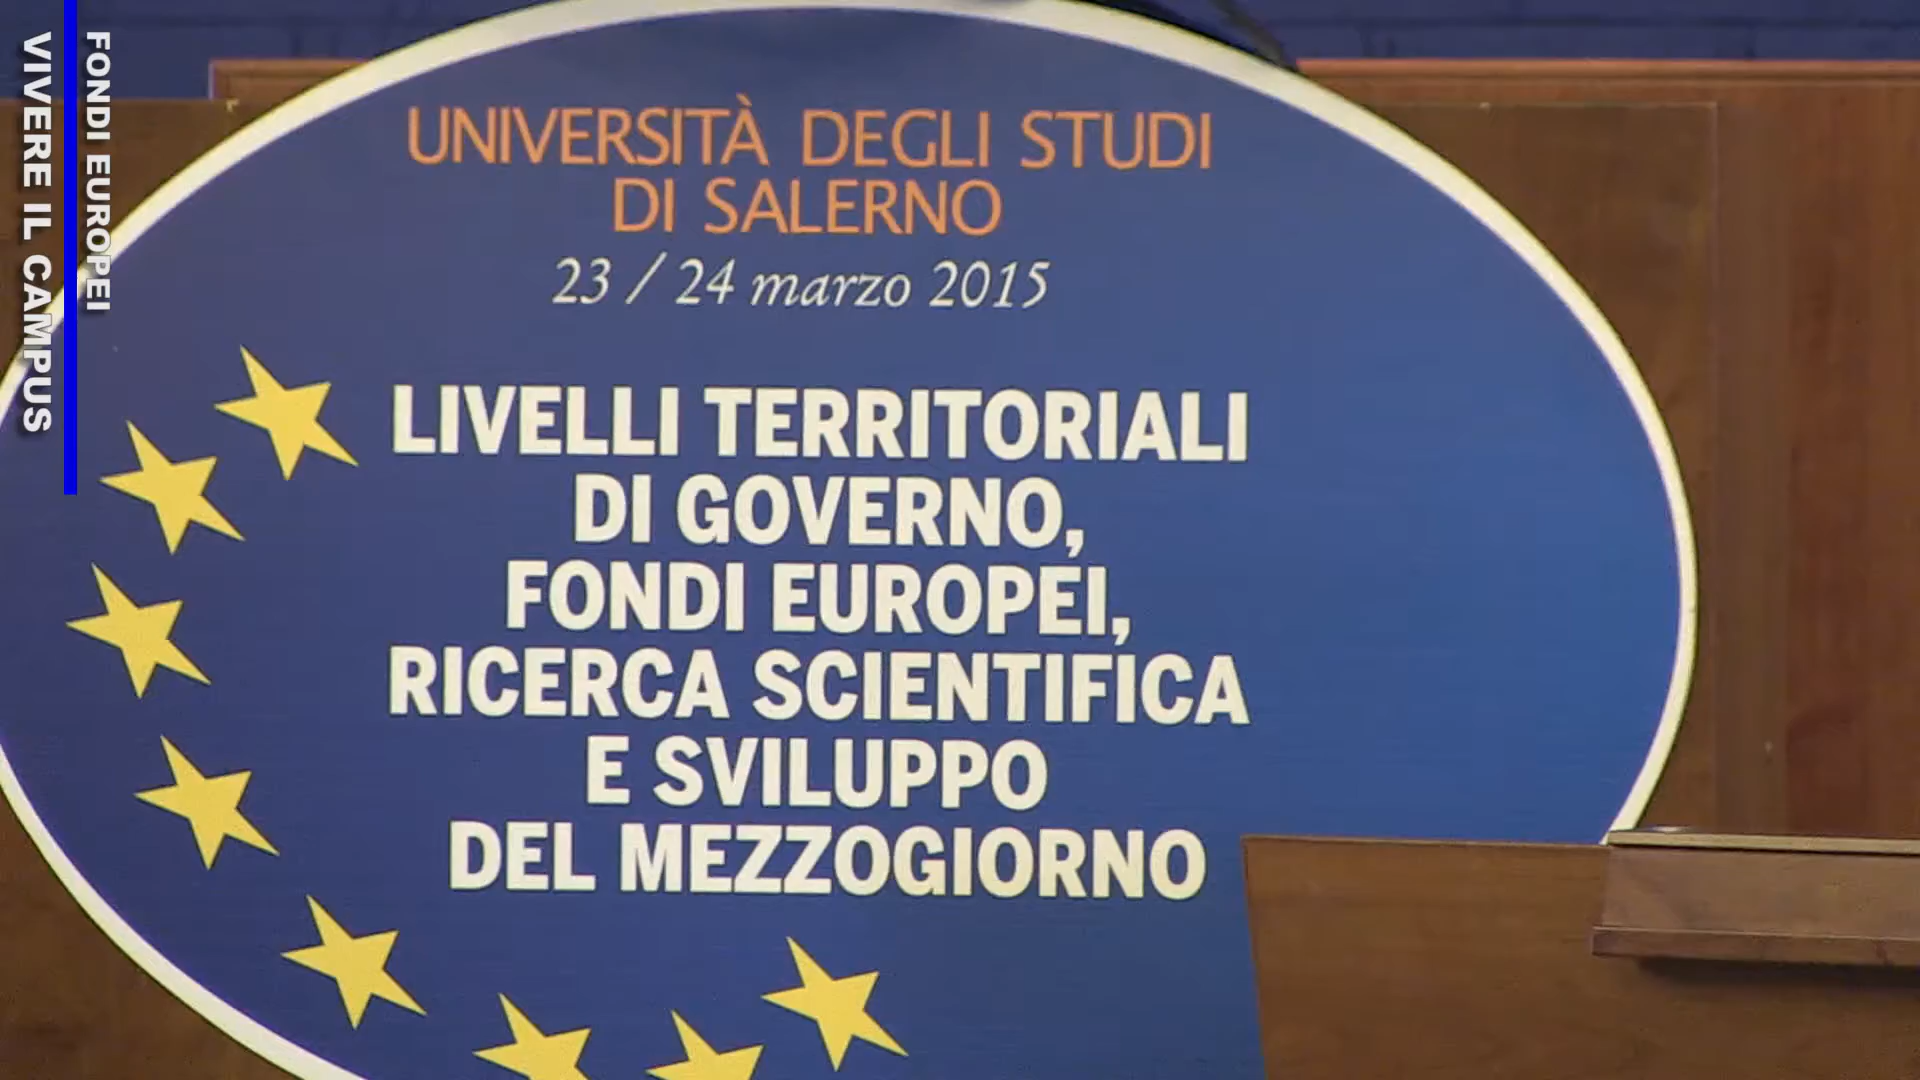 FONDI EUROPEI
VIVERE IL CAMPUS
UNIVERSITÀ DEGLI STUDI
DI SALERNO
23 / 24 marzo 2015
LIVELLI TERRITORIALI
DI GOVERNO,
FONDI EUROPEI,
RICERCA SCIENTIFICA
E SVILUPPO
DEL MEZZOGIORNO